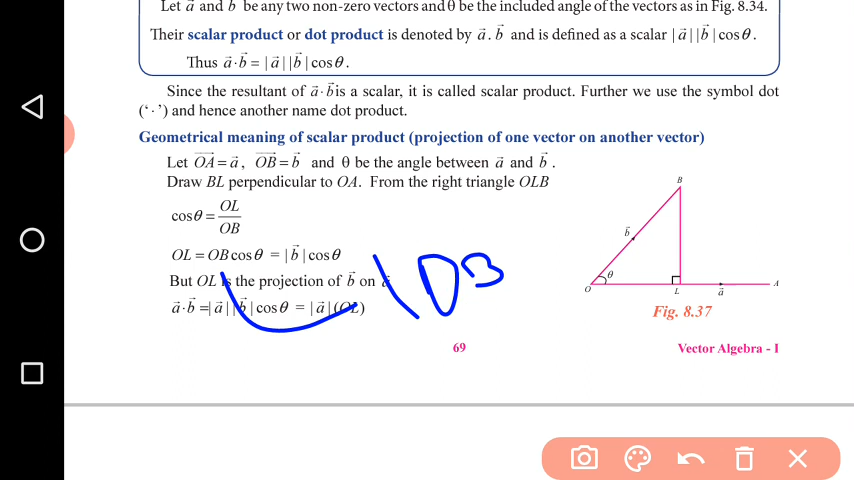 Let a⃗ and b⃗ be any two non-zero vectors and θ be the included angle of the vectors as in Fig. 8.34.
Their scalar product or dot product is denoted by a⃗ . b⃗ and is defined as a scalar | a⃗ | | b⃗ | cos θ .
Thus a⃗ · b⃗ = | a⃗ | | b⃗ | cos θ .
Since the resultant of a⃗ · b⃗ is a scalar, it is called scalar product. Further we use the symbol dot
(‘ · ’) and hence another name dot product.
Geometrical meaning of scalar product (projection of one vector on another vector)
Let OA⃗ = a⃗ , OB⃗ = b⃗ and θ be the angle between a⃗ and b⃗ .
Draw BL perpendicular to OA. From the right triangle OLB
cos θ = OL
OB
OL = OB cos θ = | b⃗ | cos θ
But OL is the projection of b⃗ on a⃗
a⃗ · b⃗ = | a⃗ | | b⃗ | cos θ = | a⃗ | (OL)
B
b⃗
θ
O
L
a⃗
A
Fig. 8.37
69
Vector Algebra - I